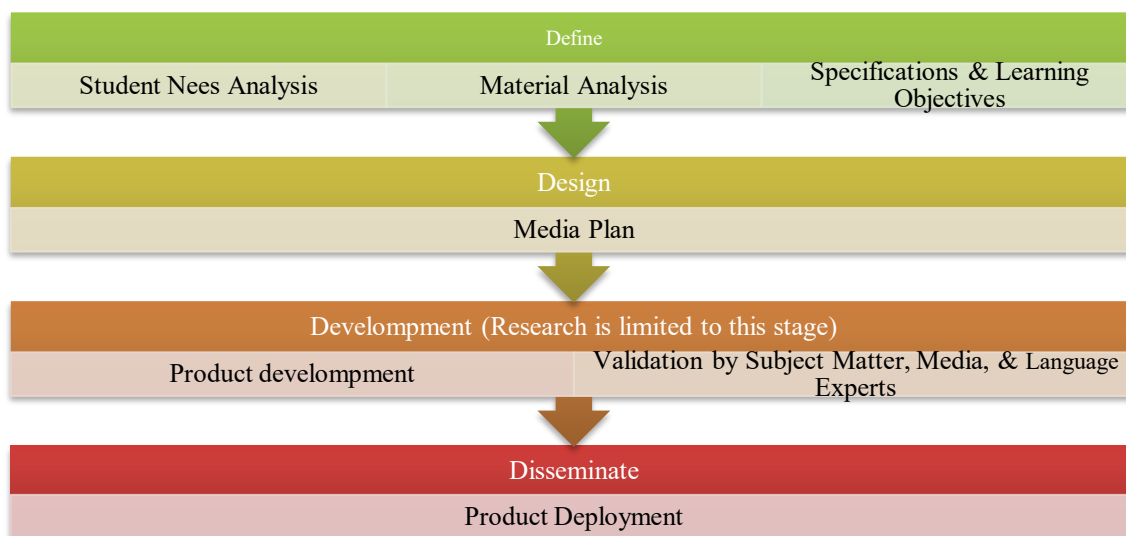 Define
Student Nees Analysis
Material Analysis
Specifications & Learning
Objectives
Design
Media Plan
Develompment (Research is limited to this stage)
Product develompment
Validation by Subject Matter, Media, & Language
Experts
Disseminate
Product Deployment